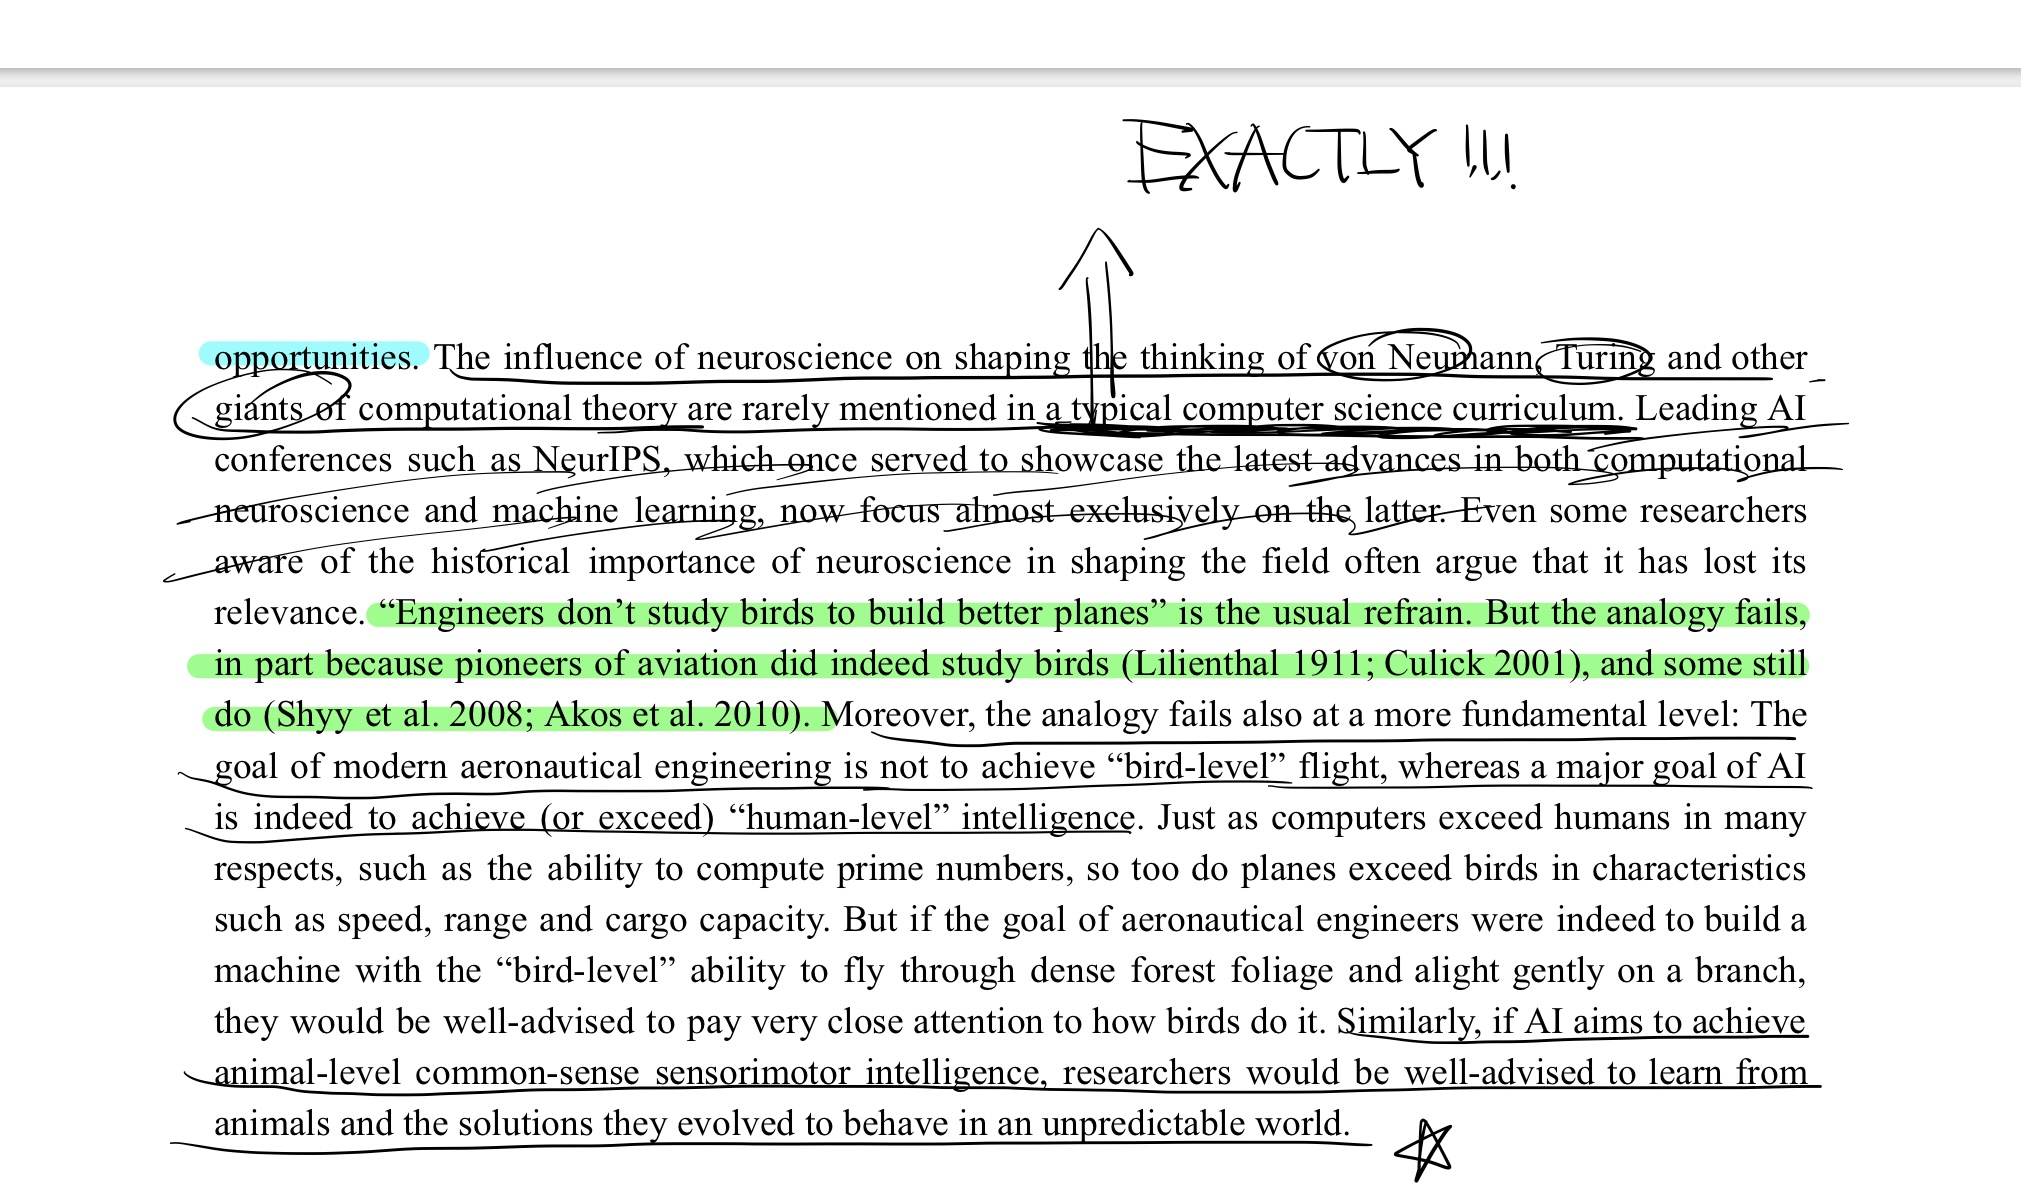 EXACTLY !!!!
opportunities. The influence of neuroscience on shaping the thinking of von Neumann, Turing and other
giants of computational theory are rarely mentioned in a typical computer science curriculum. Leading AI
conferences such as NeurIPS, which once served to showcase the latest advances in both computational
neuroscience and machine learning, now focus almost exclusively on the latter. Even some researchers
aware of the historical importance of neuroscience in shaping the field often argue that it has lost its
relevance. “Engineers don’t study birds to build better planes” is the usual refrain. But the analogy fails,
in part because pioneers of aviation did indeed study birds (Lilienthal 1911; Culick 2001), and some still
do (Shyy et al. 2008; Akos et al. 2010). Moreover, the analogy fails also at a more fundamental level: The
goal of modern aeronautical engineering is not to achieve “bird-level” flight, whereas a major goal of AI
is indeed to achieve (or exceed) “human-level” intelligence. Just as computers exceed humans in many
respects, such as the ability to compute prime numbers, so too do planes exceed birds in characteristics
such as speed, range and cargo capacity. But if the goal of aeronautical engineers were indeed to build a
machine with the “bird-level” ability to fly through dense forest foliage and alight gently on a branch,
they would be well-advised to pay very close attention to how birds do it. Similarly, if AI aims to achieve
animal-level common-sense sensorimotor intelligence, researchers would be well-advised to learn from
animals and the solutions they evolved to behave in an unpredictable world.